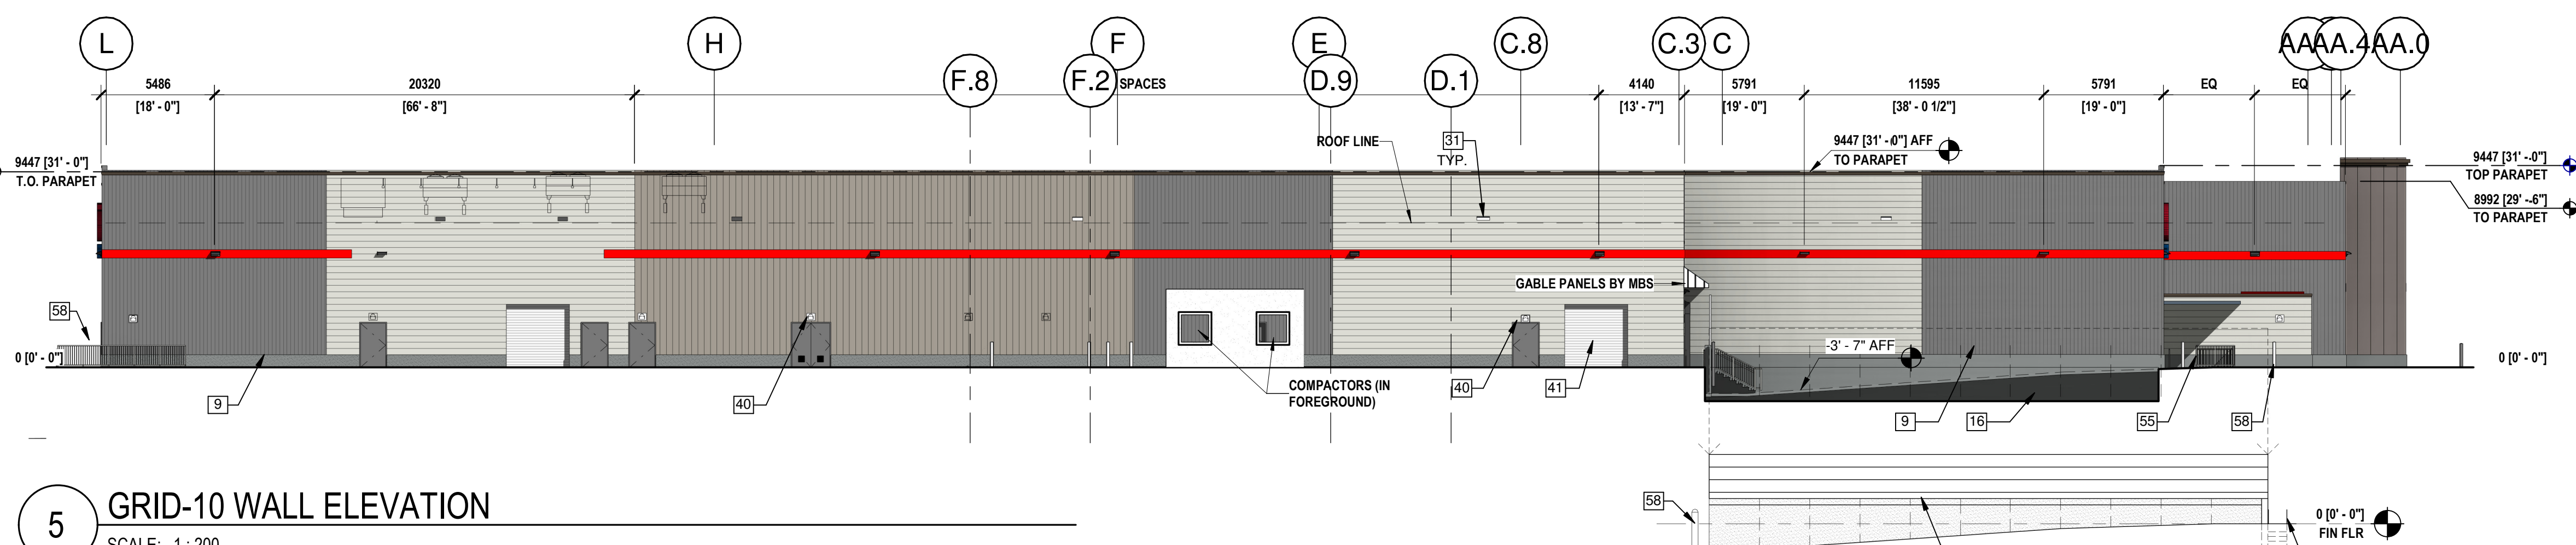 L
H
F.8
F.2
F
E
D.9
D.1
C.8
C.3
C
AA.4
AA.0
5486
[18' - 0"]
20320
[66' - 8"]
SPACES
4140
[13' - 7"]
5791
[19' - 0"]
11595
[38' - 0 1/2"]
5791
[19' - 0"]
EQ
EQ
9447 [31' - 0"]
T.O. PARAPET
ROOF LINE
31
TYP.
9447 [31' - 0"] AFF
TO PARAPET
9447 [31' - 0"]
TOP PARAPET
8992 [29' - 6"]
TO PARAPET
GABLE PANELS BY MBS
58
0 [0' - 0"]
-3' - 7" AFF
0 [0' - 0"]
9
40
COMPACTORS (IN
FOREGROUND)
40
41
9
16
55
58
5
GRID-10 WALL ELEVATION
SCALE: 1 : 200
58
0 [0' - 0"]
FIN FLR